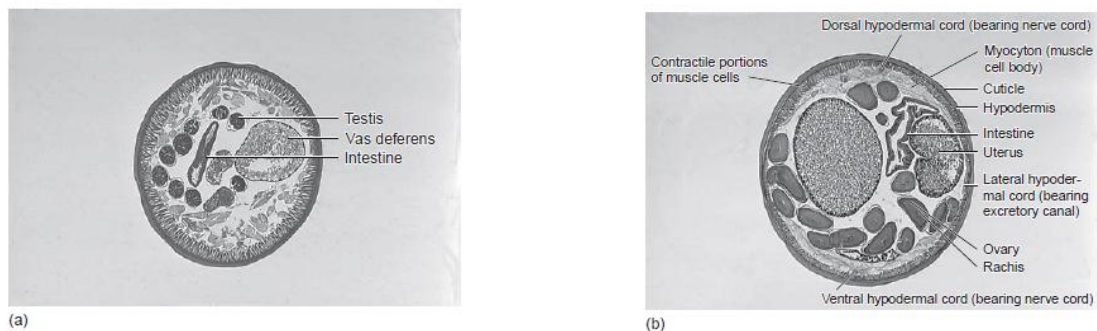 Testis
Vas deferens
Intestine
(a)
Dorsal hypodermal cord (bearing nerve cord)
Contractile portions
of muscle cells
Myocyton (muscle
cell body)
Cuticle
Hypodermis
Intestine
Uterus
Lateral hypoder-
mal cord (bearing
excretory canal)
Ovary
Rachis
Ventral hypodermal cord (bearing nerve cord)
(b)